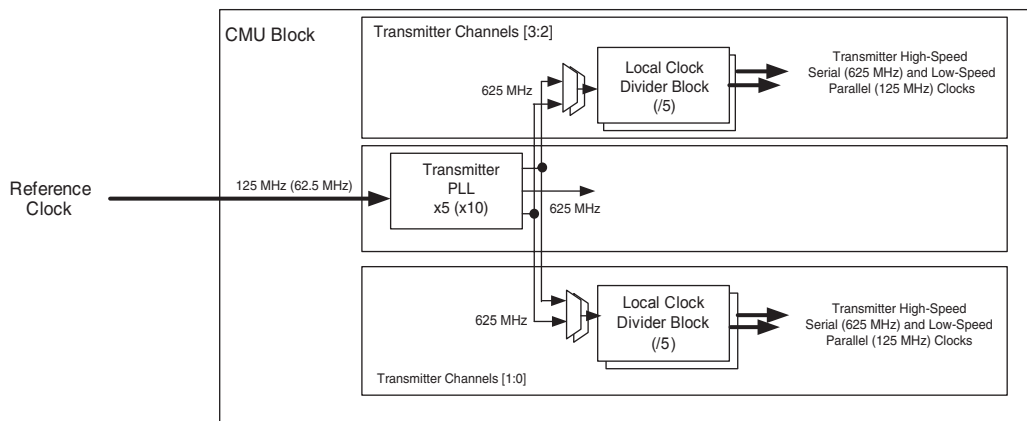 CMU Block
Transmitter Channels [3:2]
625 MHz
Local Clock
Divider Block
(/5)
Transmitter High-Speed
Serial (625 MHz) and Low-Speed
Parallel (125 MHz) Clocks
Reference
Clock
125 MHz (62.5 MHz)
Transmitter
PLL
x5 (x10)
625 MHz
625 MHz
Local Clock
Divider Block
(/5)
Transmitter High-Speed
Serial (625 MHz) and Low-Speed
Parallel (125 MHz) Clocks
Transmitter Channels [1:0]